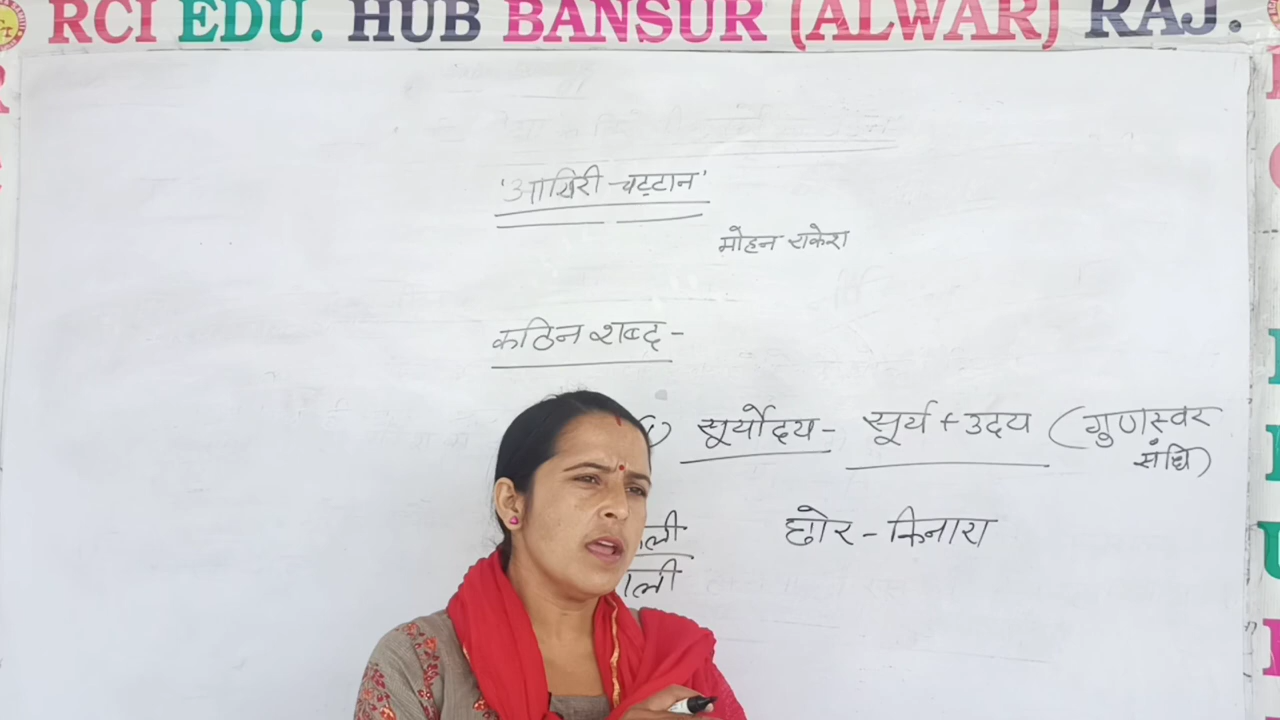 RCI EDU. HUB BANSUR (ALWAR) RAJ.
'आखिरी चट्टान'
मोहन राकेश
कठिन शब्द -
सूर्योदय - सूर्य + उदय (गुणस्वर
संधि)
छोर - किनारा